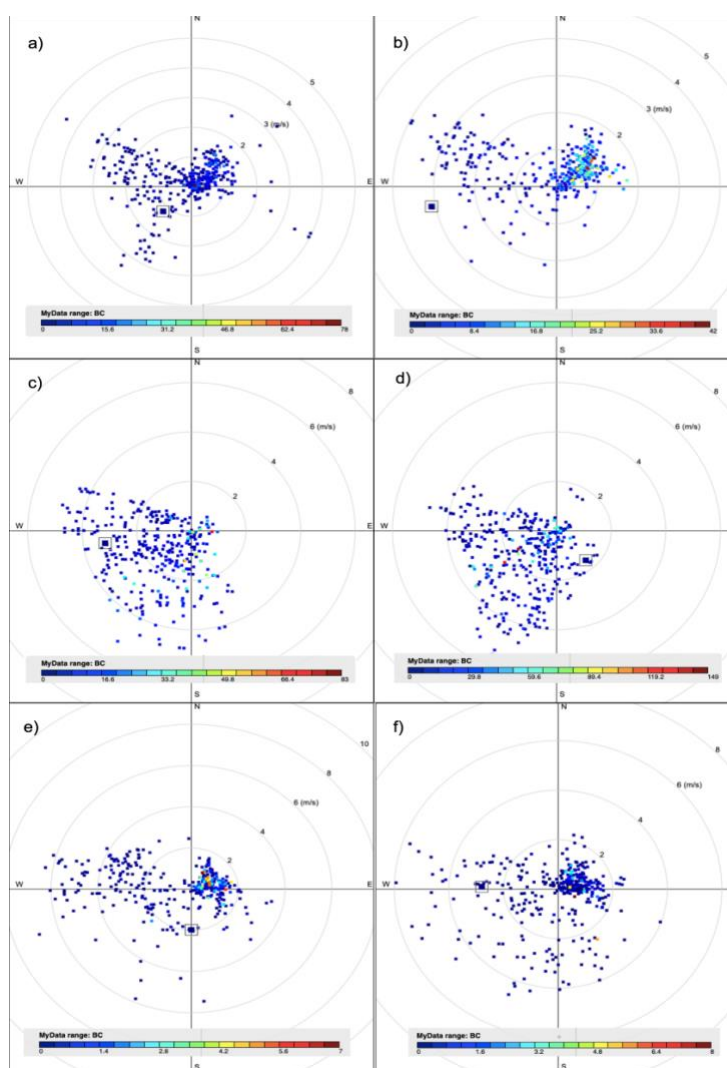 a)
N
5
4
3 (m/s)
2
W
E
MyData range: BC
0 15.6 31.2 46.8 62.4 78
S
b)
3 (m/s)
2
W
MyData range: BC
0 8.4 16.8 25.2 33.6 42
S
c)
N
8
6 (m/s)
4
2
W
E
MyData range: BC
0 16.6 33.2 49.8 66.4 83
S
d)
N
8
6 (m/s)
4
2
W
MyData range: BC
0 29.8 59.6 89.4 119.2 149
S
e)
N
10
8
6 (m/s)
4
2
W
E
MyData range: BC
0 1.4 2.8 4.2 5.6 7
S
f)
N
8
6 (m/s)
4
2
W
MyData range: BC
0 1.6 3.2 4.8 6.4 8
S